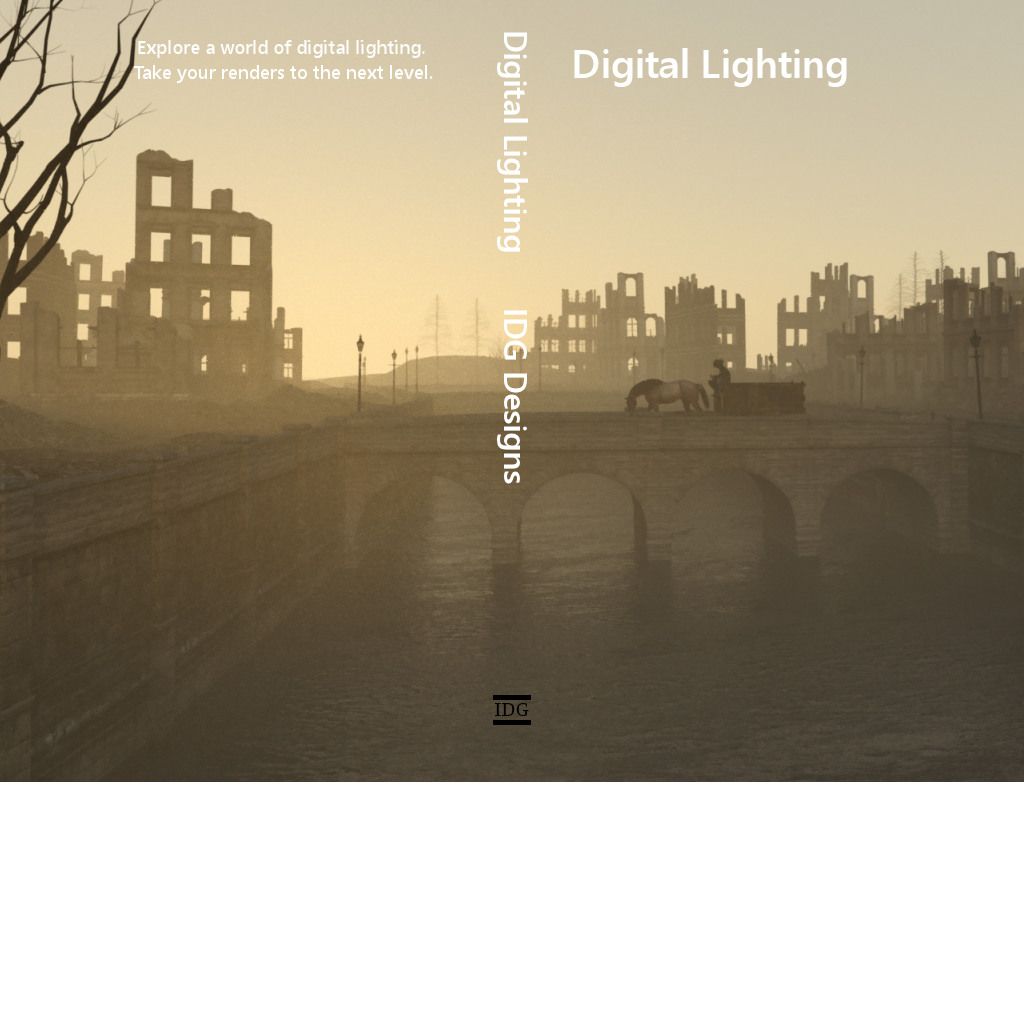 Explore a world of digital lighting.
Take your renders to the next level.
Digital Lighting
IDG Designs
IDG
Digital Lighting